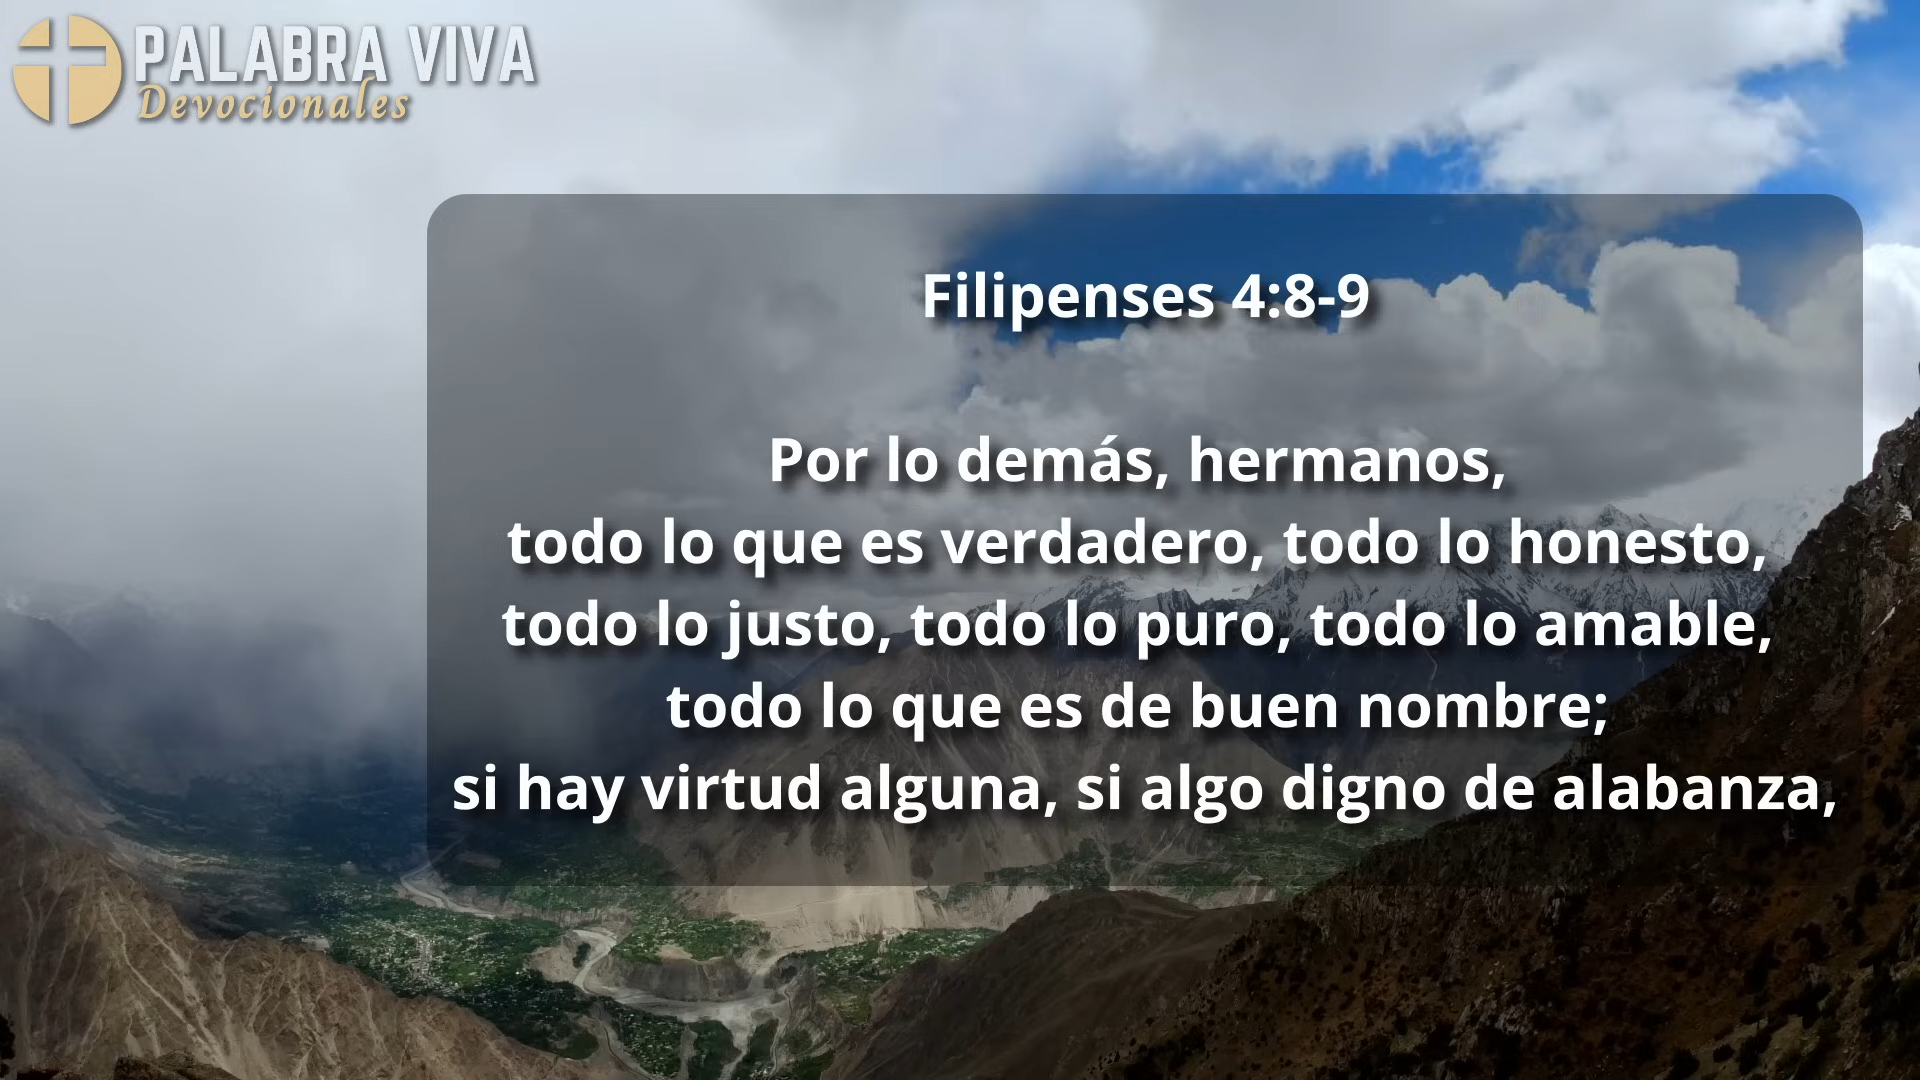 PALABRA VIVA
Devocionales
Filipenses 4:8-9
Por lo demás, hermanos,
todo lo que es verdadero, todo lo honesto,
todo lo justo, todo lo puro, todo lo amable,
todo lo que es de buen nombre;
si hay virtud alguna, si algo digno de alabanza,